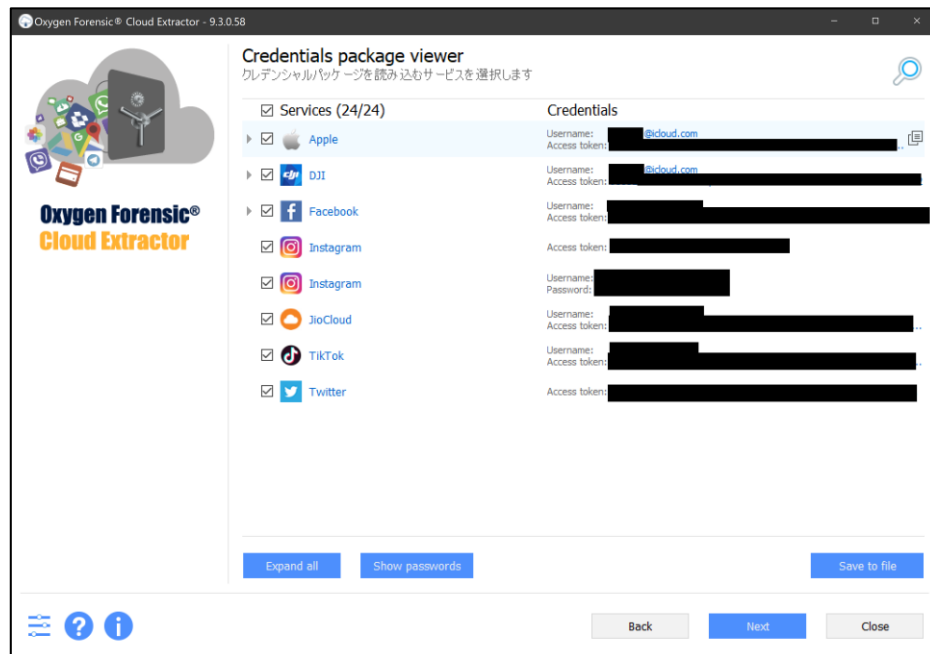 Oxygen Forensic® Cloud Extractor - 9.3.0.58
Oxygen Forensic®
Cloud Extractor
Credentials package viewer
クレデンシャルパッケージを読み込むサービスを選択します
Services (24/24) Credentials
Apple
Username: @icloud.com
Access token: ...
DJI
Username: @icloud.com
Access token:
Facebook
Username:
Access token:
Instagram
Access token:
Instagram
Username:
Password:
JioCloud
Username:
Access token: ...
TikTok
Username:
Access token: ...
Twitter
Access token:
Expand all Show passwords Save to file
Back Next Close